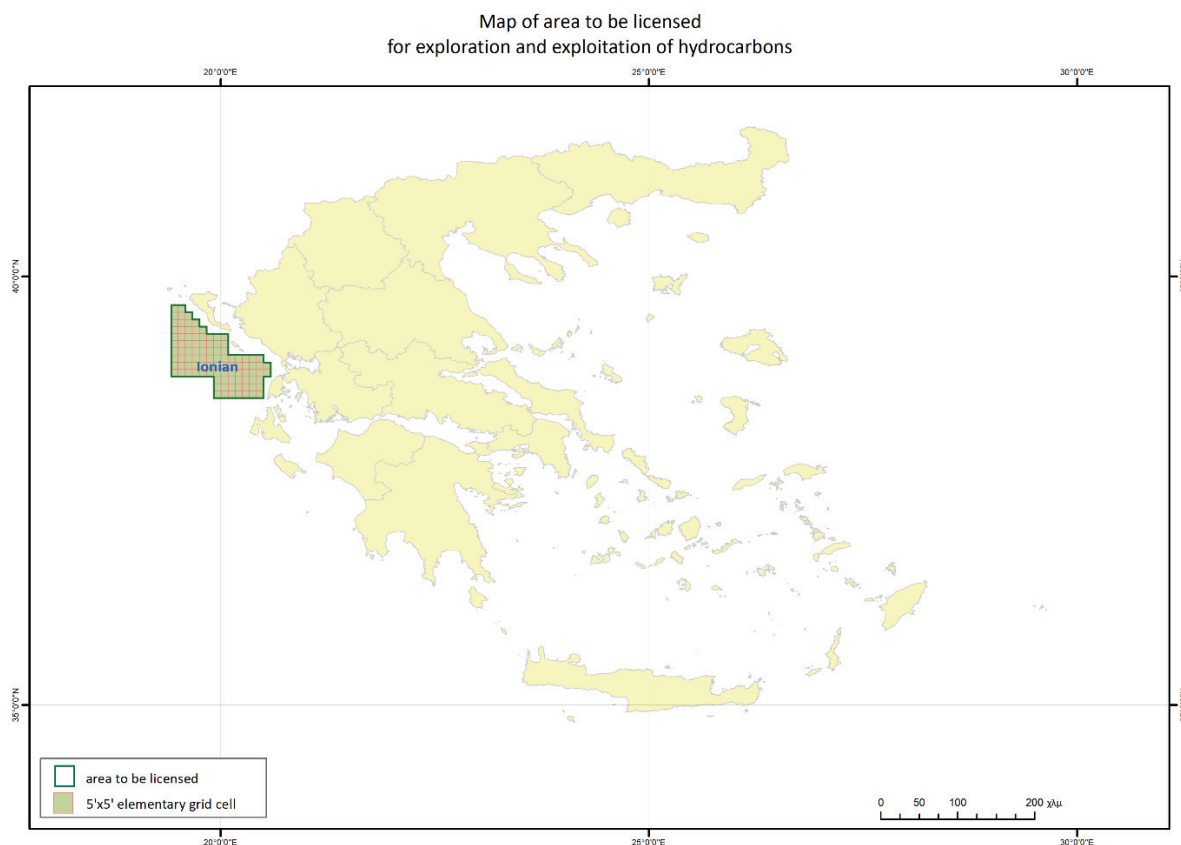 Map of area to be licensed
for exploration and exploitation of hydrocarbons
20°0'0"E 25°0'0"E 30°0'0"E
40°0'0"N
Ionian
35°0'0"N
area to be licensed
5'x5' elementary grid cell
0 50 100 200 χλμ
20°0'0"E 25°0'0"E 30°0'0"E